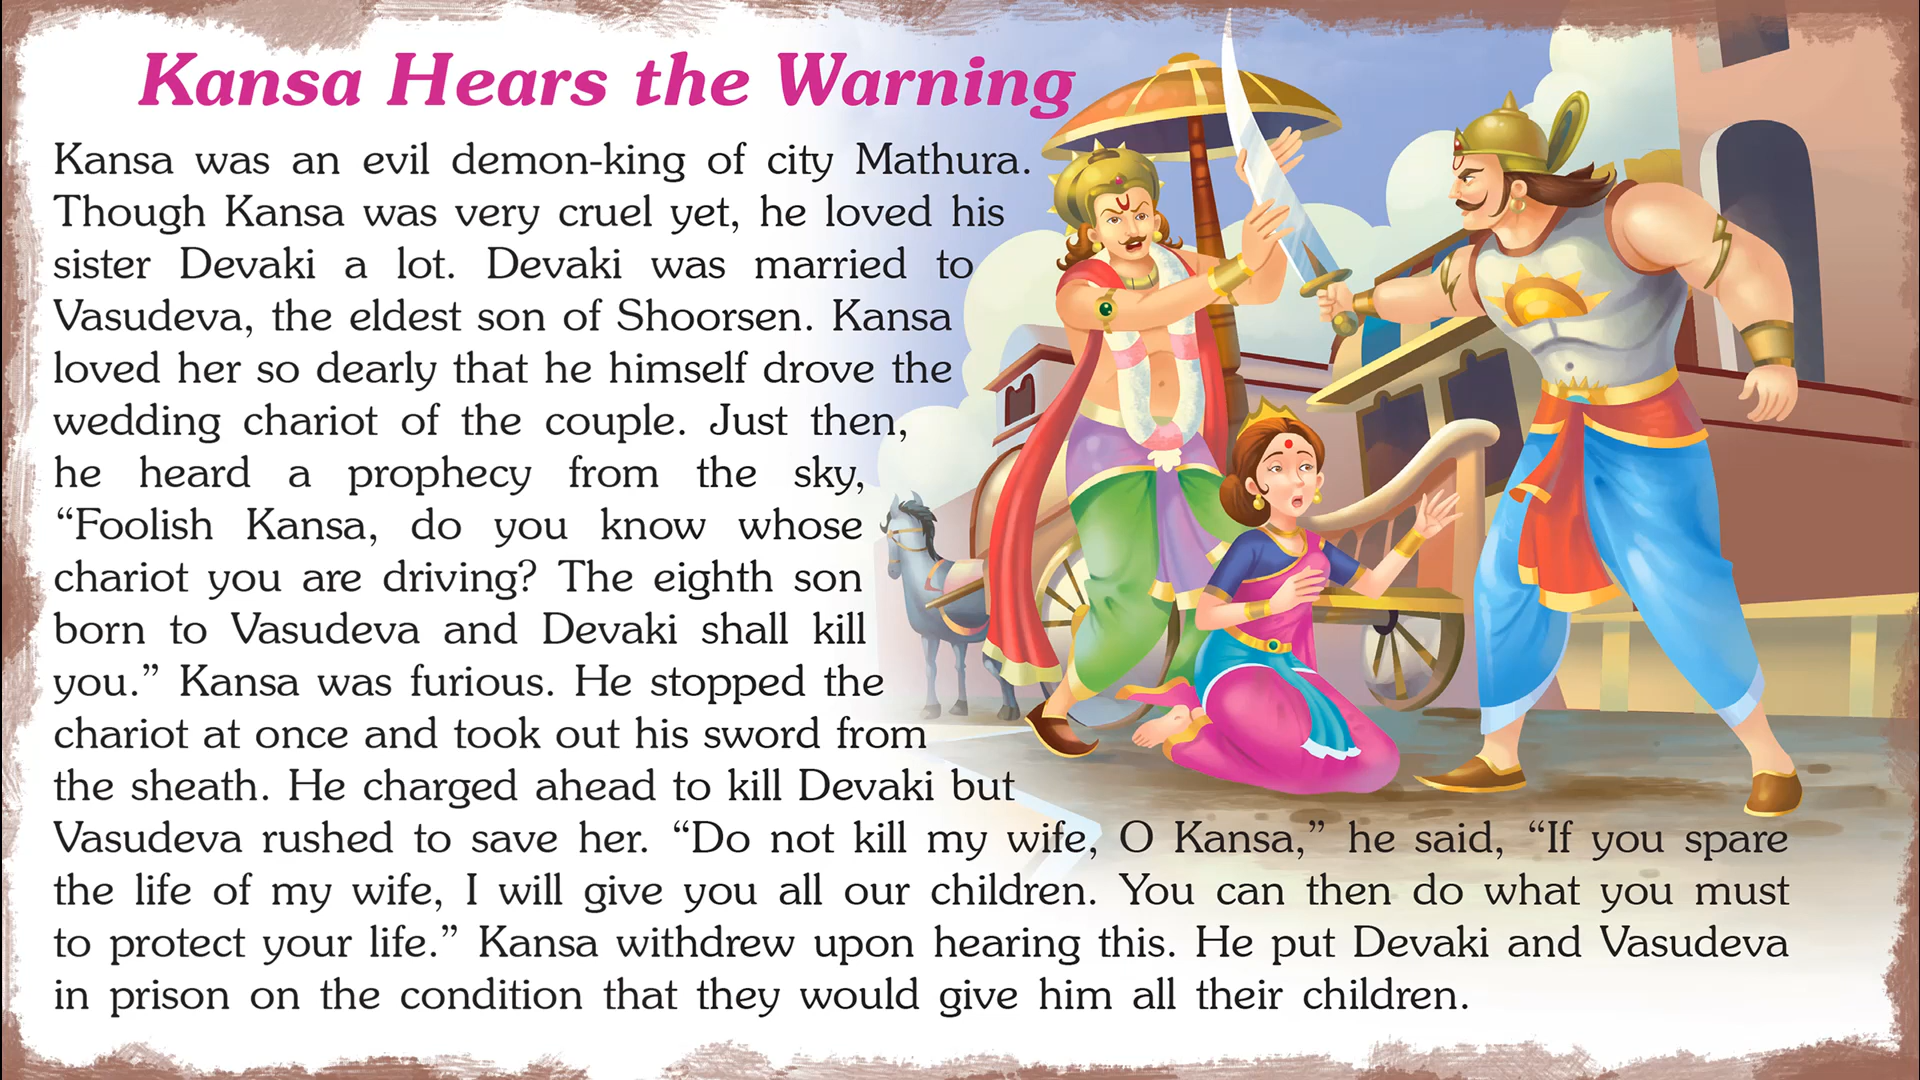 Kansa Hears the Warning
Kansa was an evil demon-king of city Mathura.
Though Kansa was very cruel yet, he loved his
sister Devaki a lot. Devaki was married to
Vasudeva, the eldest son of Shoorsen. Kansa
loved her so dearly that he himself drove the
wedding chariot of the couple. Just then,
he heard a prophecy from the sky,
“Foolish Kansa, do you know whose
chariot you are driving? The eighth son
born to Vasudeva and Devaki shall kill
you.” Kansa was furious. He stopped the
chariot at once and took out his sword from
the sheath. He charged ahead to kill Devaki but
Vasudeva rushed to save her. “Do not kill my wife, O Kansa,” he said, “If you spare
the life of my wife, I will give you all our children. You can then do what you must
to protect your life.” Kansa withdrew upon hearing this. He put Devaki and Vasudeva
in prison on the condition that they would give him all their children.